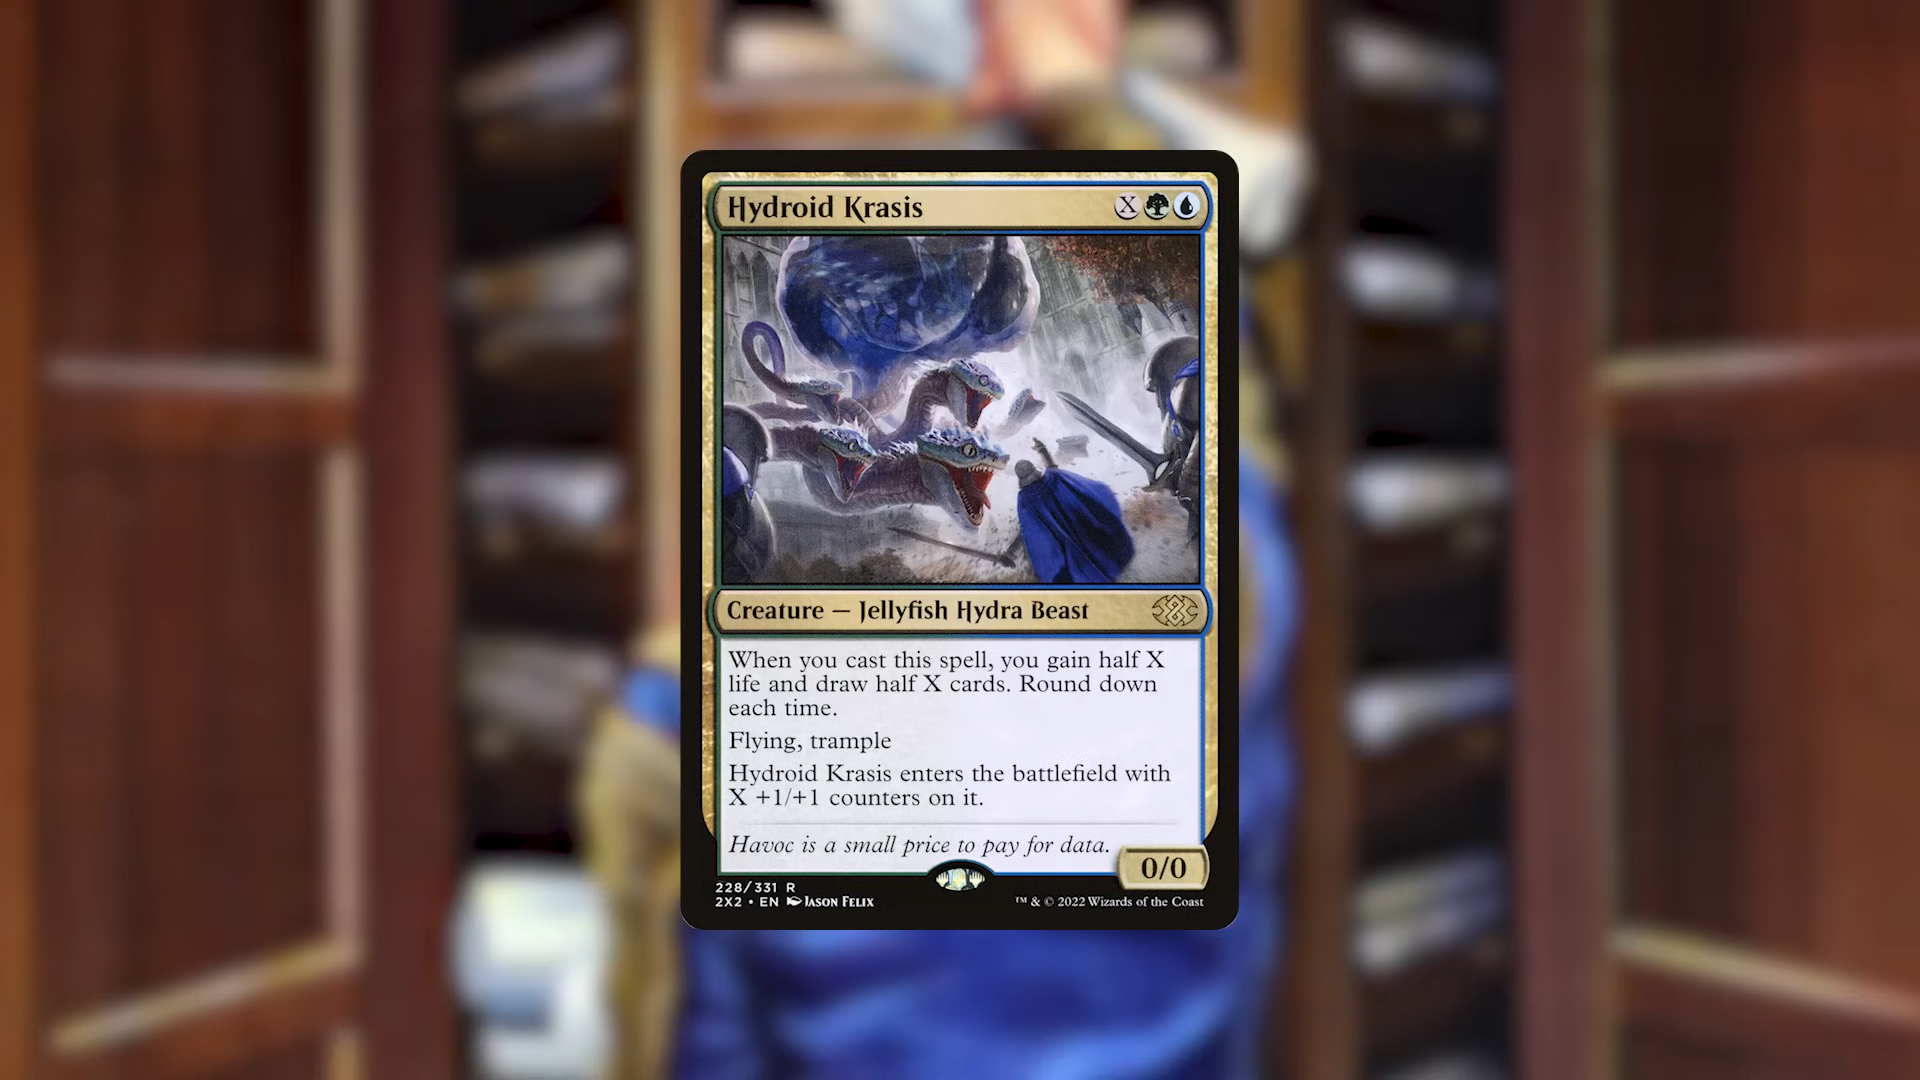 Hydroid Krasis X
Creature — Jellyfish Hydra Beast
When you cast this spell, you gain half X
life and draw half X cards. Round down
each time.
Flying, trample
Hydroid Krasis enters the battlefield with
X +1/+1 counters on it.
Havoc is a small price to pay for data.
0/0
228/331 R
2X2 • EN Jason Felix
™ & © 2022 Wizards of the Coast